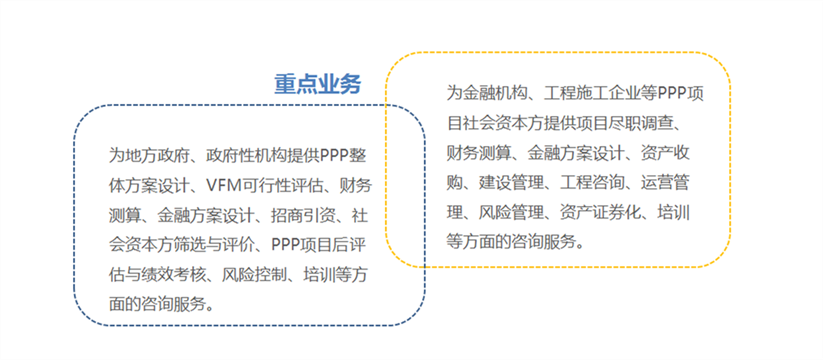 重点业务
为地方政府、政府性机构提供PPP整
体方案设计、VFM可行性评估、财务
测算、金融方案设计、招商引资、社
会资本方筛选与评价、PPP项目后评
估与绩效考核、风险控制、培训等方
面的咨询服务。
为金融机构、工程施工企业等PPP项
目社会资本方提供项目尽职调查、
财务测算、金融方案设计、资产收
购、建设管理、工程咨询、运营管
理、风险管理、资产证券化、培训
等方面的咨询服务。